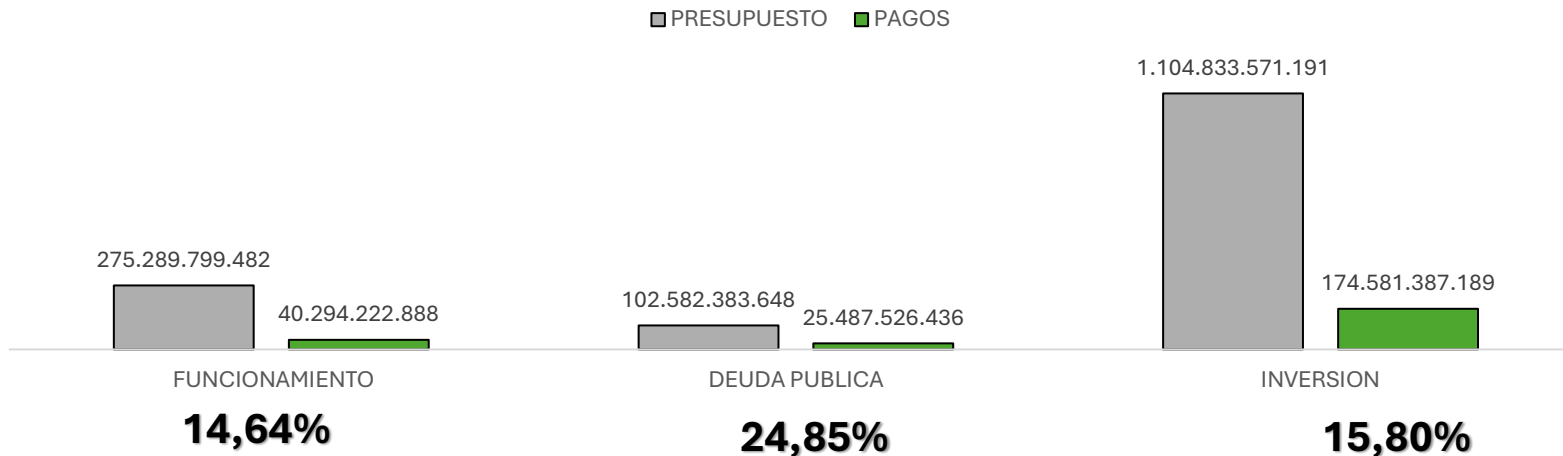 PRESUPUESTO PAGOS
1.104.833.571.191
275.289.799.482
174.581.387.189
102.582.383.648
40.294.222.888
25.487.526.436
FUNCIONAMIENTO DEUDA PUBLICA INVERSION
14,64% 24,85% 15,80%